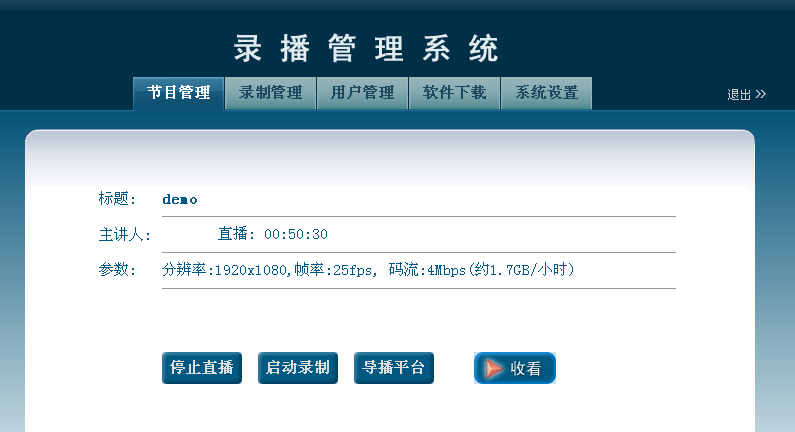 录播管理系统
节目管理 录制管理 用户管理 软件下载 系统设置 退出
标题: demo
主讲人: 直播: 00:50:30
参数: 分辨率:1920x1080,帧率:25fps, 码流:4Mbps(约1.7GB/小时)
停止直播 启动录制 导播平台 收看